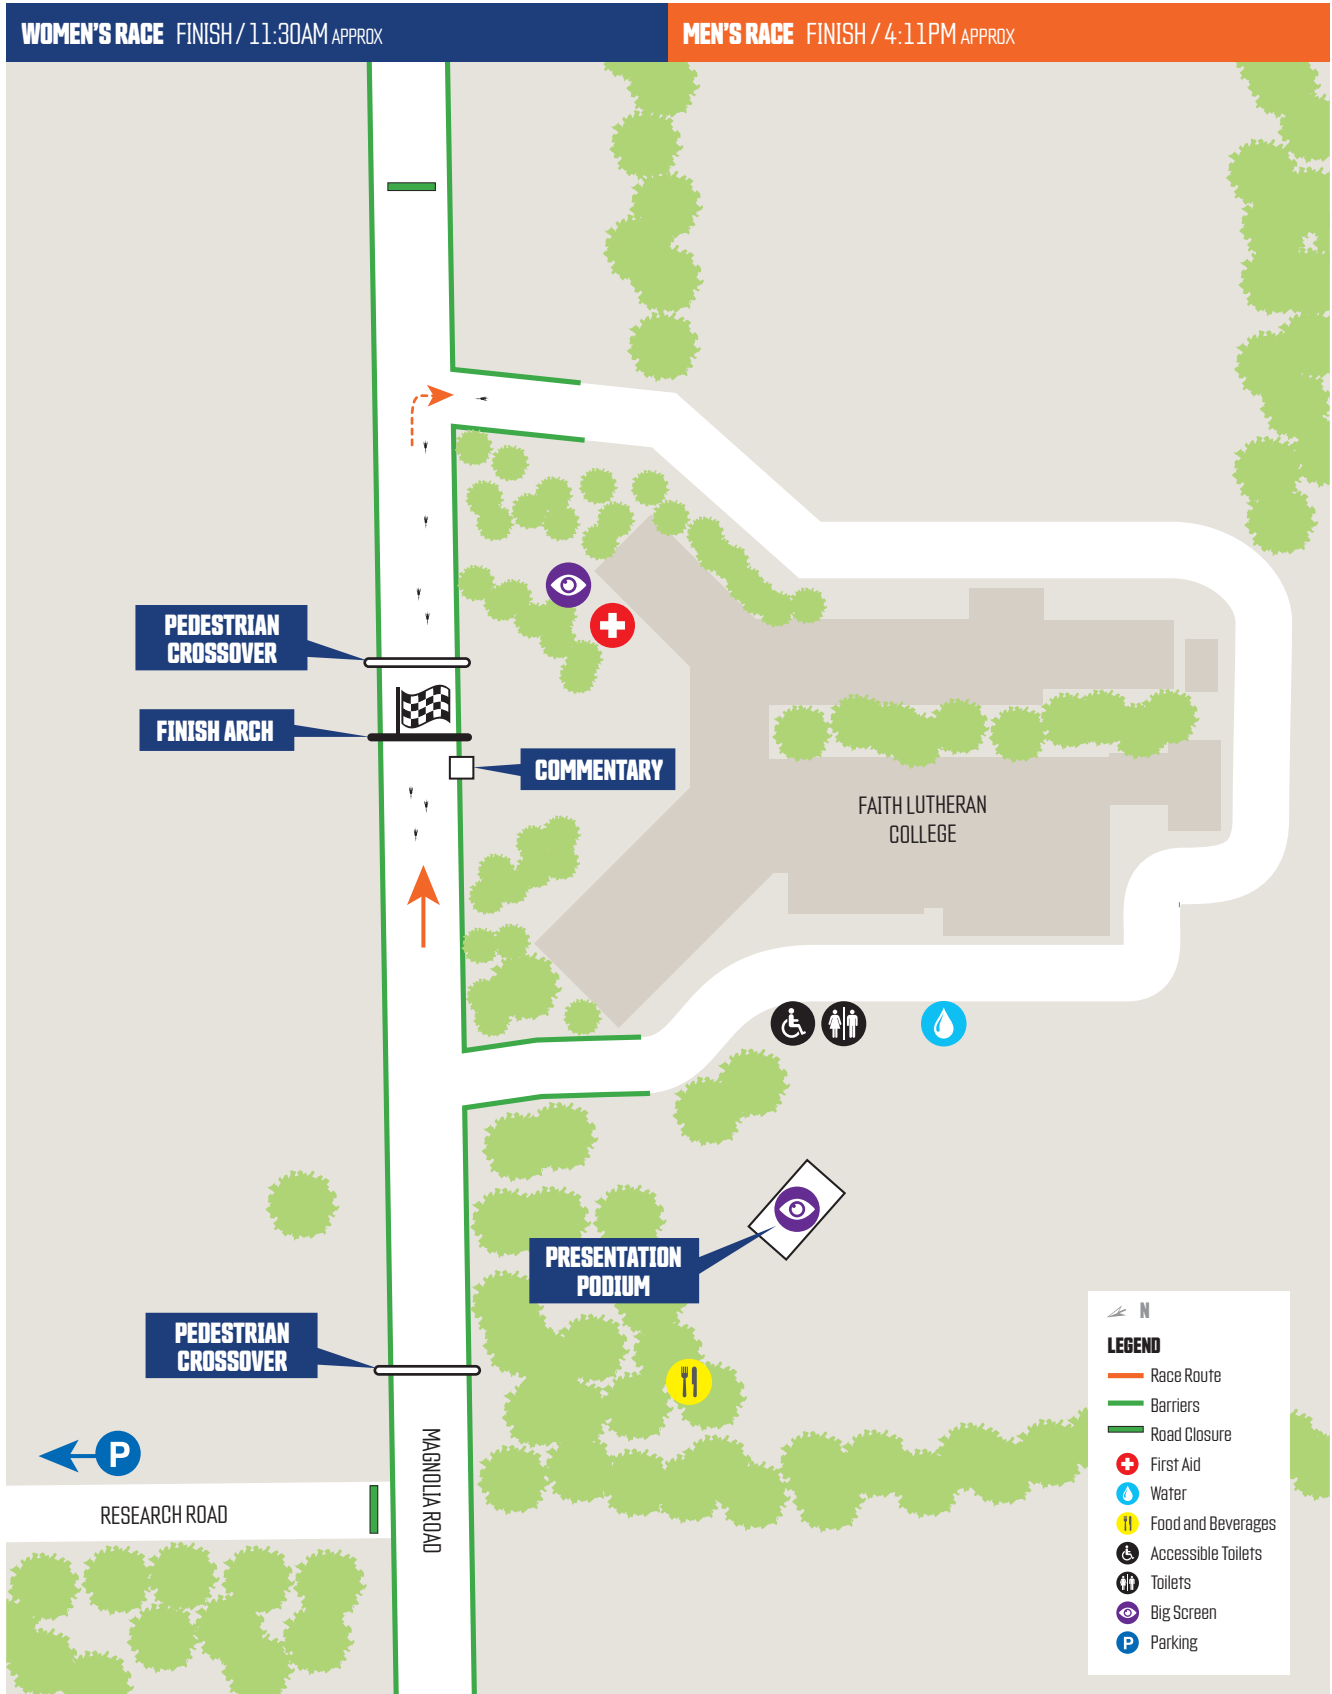 WOMEN'S RACE FINISH / 11:30AM APPROX
MEN'S RACE FINISH / 4:11PM APPROX
PEDESTRIAN
CROSSOVER
FINISH ARCH
COMMENTARY
FAITH LUTHERAN
COLLEGE
PRESENTATION
PODIUM
PEDESTRIAN
CROSSOVER
P
RESEARCH ROAD
MAGNOLIA ROAD
N
LEGEND
Race Route
Barriers
Road Closure
First Aid
Water
Food and Beverages
Accessible Toilets
Toilets
Big Screen
P Parking